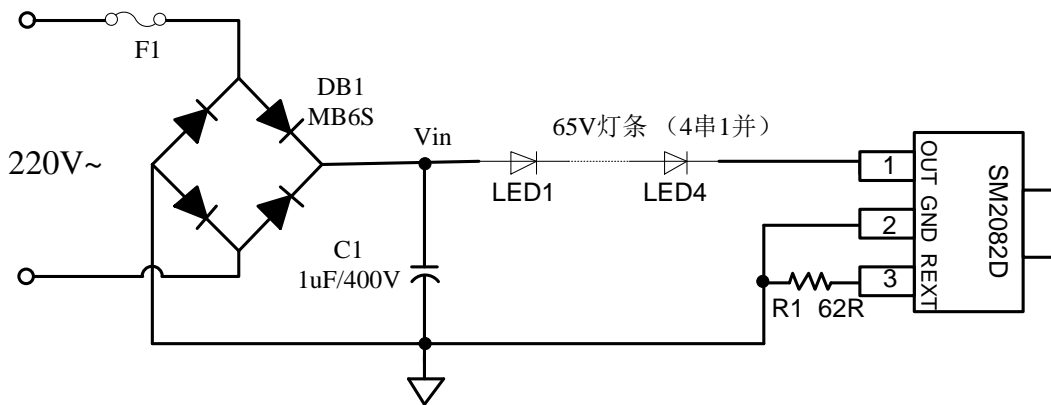 F1
DB1
MB6S
220V~
Vin
65V灯条 （4串1并）
LED1
LED4
C1
1uF/400V
1
OUT
2
GND
3
REXT
SM2082D
R1
62R